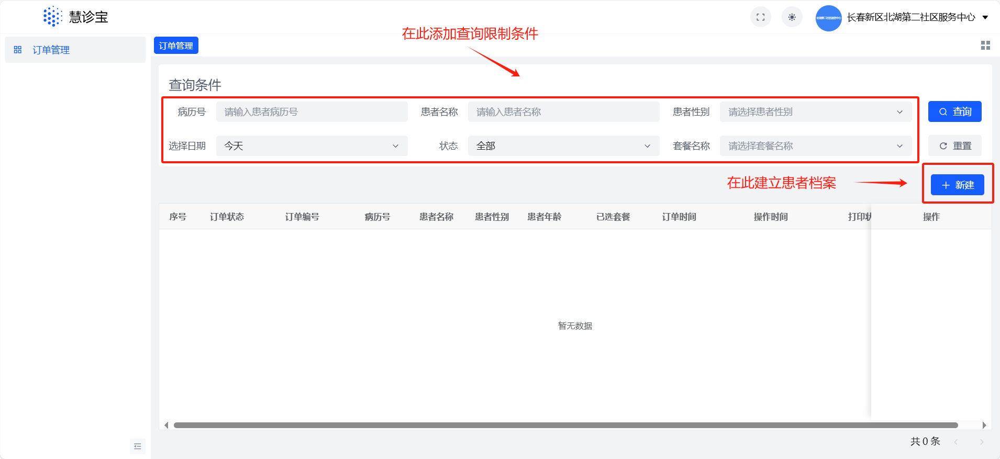 慧诊宝
长春新区北湖第二社区服务中心
在此添加查询限制条件
订单管理
订单管理
查询条件
病历号 请输入患者病历号 患者名称 请输入患者名称 患者性别 请选择患者性别 查询
选择日期 今天 状态 全部 套餐名称 请选择套餐名称 重置
在此建立患者档案
新建
序号 订单状态 订单编号 病历号 患者名称 患者性别 患者年龄 已选套餐 订单时间 操作时间 打印状 操作
暂无数据
共 0 条